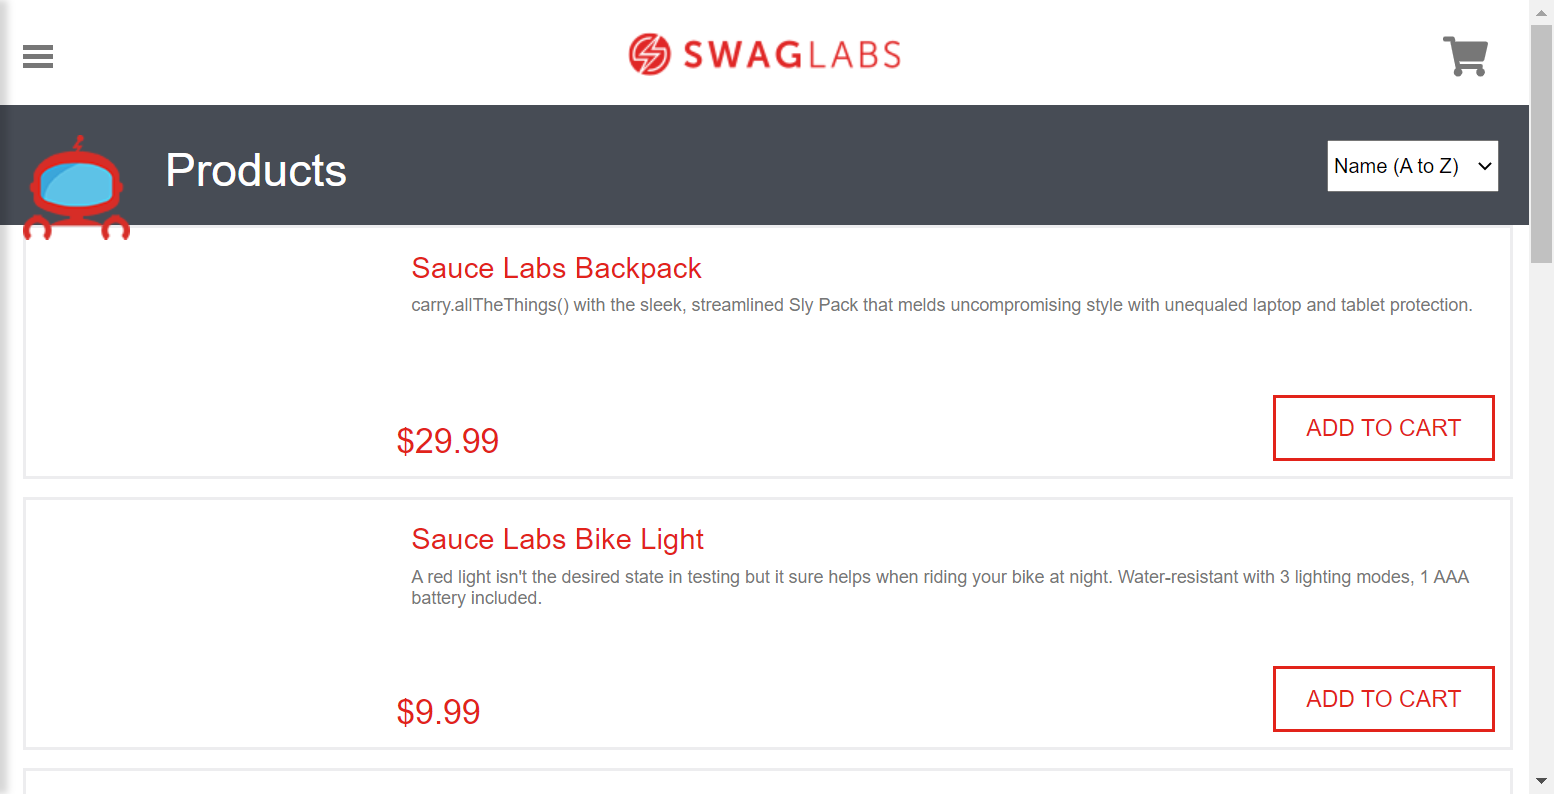 SWAGLABS
Products
Name (A to Z)
Sauce Labs Backpack
carry.allTheThings() with the sleek, streamlined Sly Pack that melds uncompromising style with unequaled laptop and tablet protection.
ADD TO CART
$29.99
Sauce Labs Bike Light
A red light isn't the desired state in testing but it sure helps when riding your bike at night. Water-resistant with 3 lighting modes, 1 AAA
battery included.
ADD TO CART
$9.99